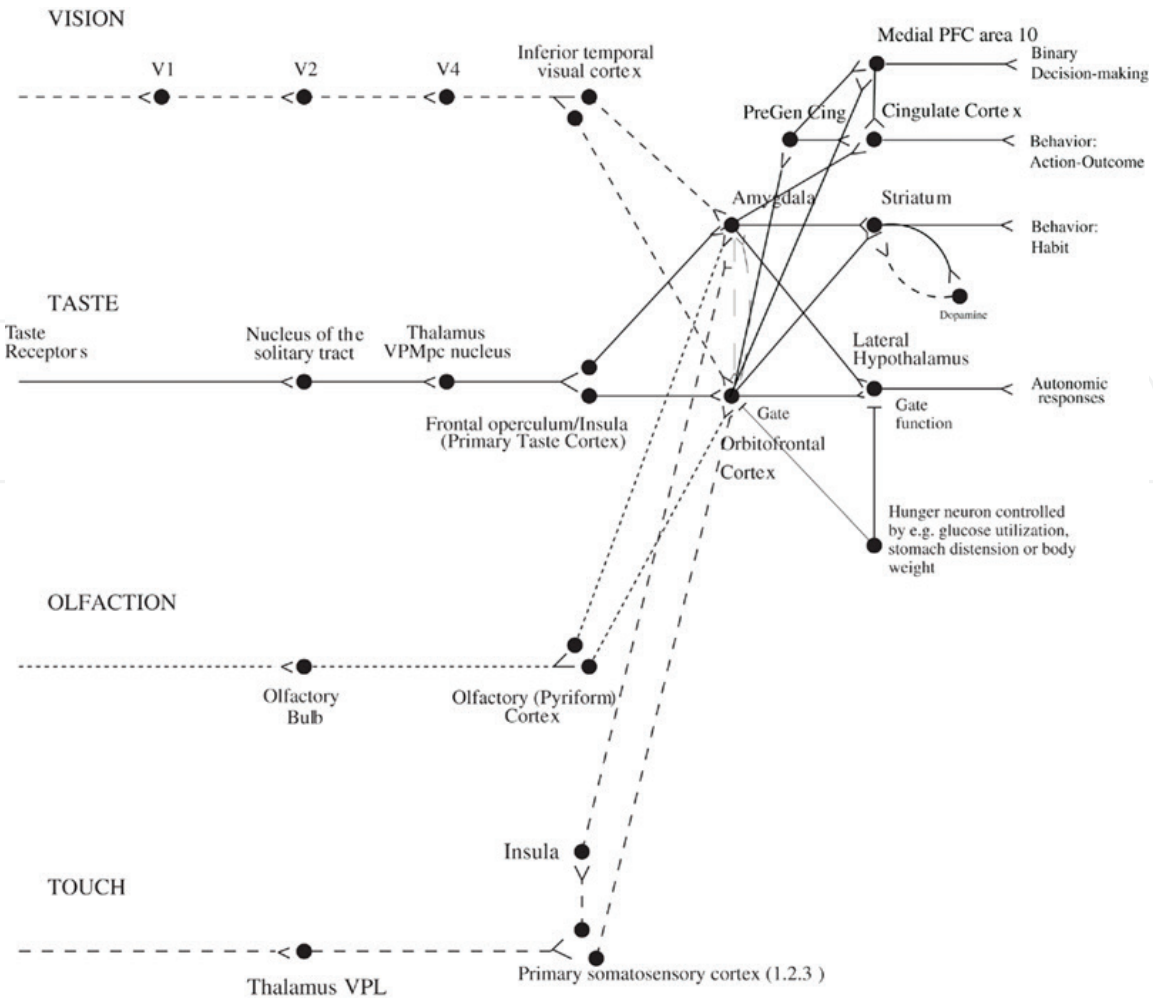 VISION
V1
V2
V4
Inferior temporal
visual cortex
Medial PFC area 10
Binary
Decision-making
PreGen Cing
Cingulate Cortex
Behavior:
Action-Outcome
Amygdala
Striatum
Behavior:
Habit
Dopamine
TASTE
Taste
Receptors
Nucleus of the
solitary tract
Thalamus
VPMpc nucleus
Frontal operculum/Insula
(Primary Taste Cortex)
Lateral
Hypothalamus
Gate
Orbitofrontal
Cortex
Gate
function
Autonomic
responses
Hunger neuron controlled
by e.g. glucose utilization,
stomach distension or body
weight
OLFACTION
Olfactory
Bulb
Olfactory (Pyriform)
Cortex
TOUCH
Insula
Thalamus VPL
Primary somatosensory cortex (1.2.3 )